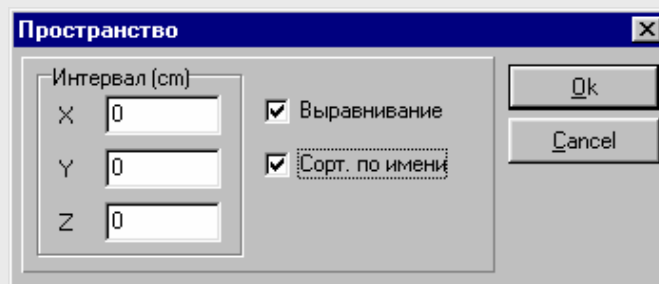 Пространство
Интервал (cm)
X 0
Y 0
Z 0
Выравнивание
Сорт. по имени
Ok
Cancel